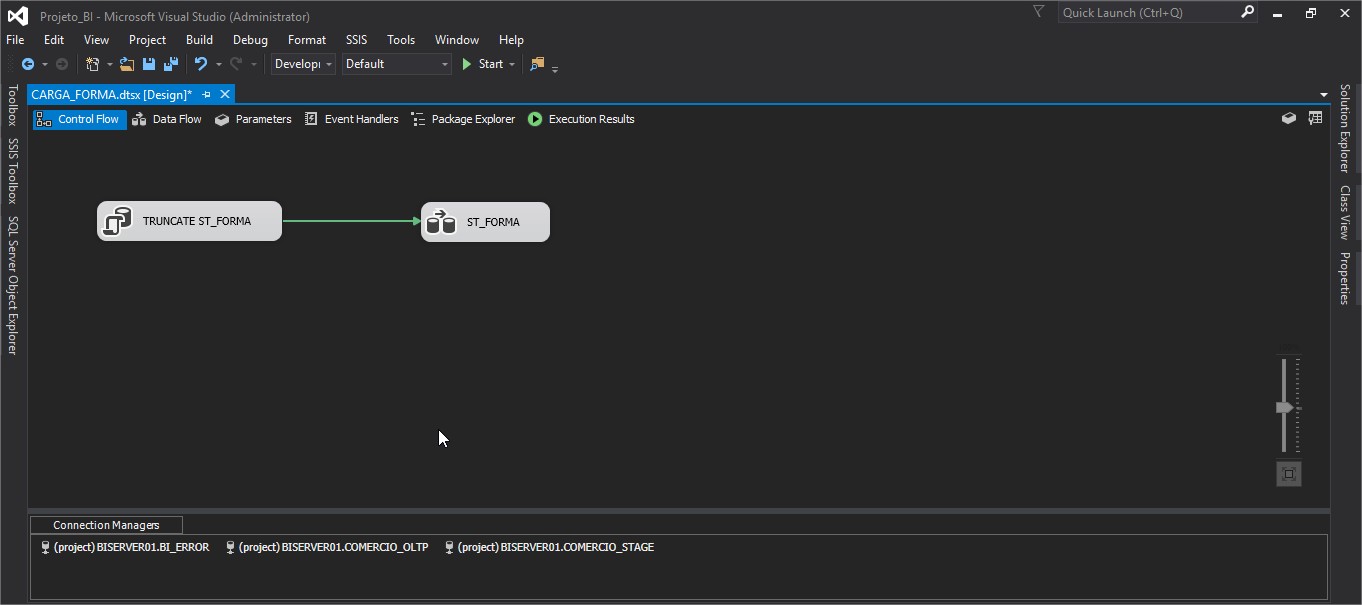 Projeto_BI - Microsoft Visual Studio (Administrator)
Quick Launch (Ctrl+Q)
File Edit View Project Build Debug Format SSIS Tools Window Help
Developr Default Start
CARGA_FORMA.dtsx [Design]*
Control Flow Data Flow Parameters Event Handlers Package Explorer Execution Results
Toolbox
SSIS Toolbox
SQL Server Object Explorer
TRUNCATE ST_FORMA
ST_FORMA
Solution Explorer
Class View
Properties
Connection Managers
(project) BISERVER01.BI_ERROR (project) BISERVER01.COMERCIO_OLTP (project) BISERVER01.COMERCIO_STAGE